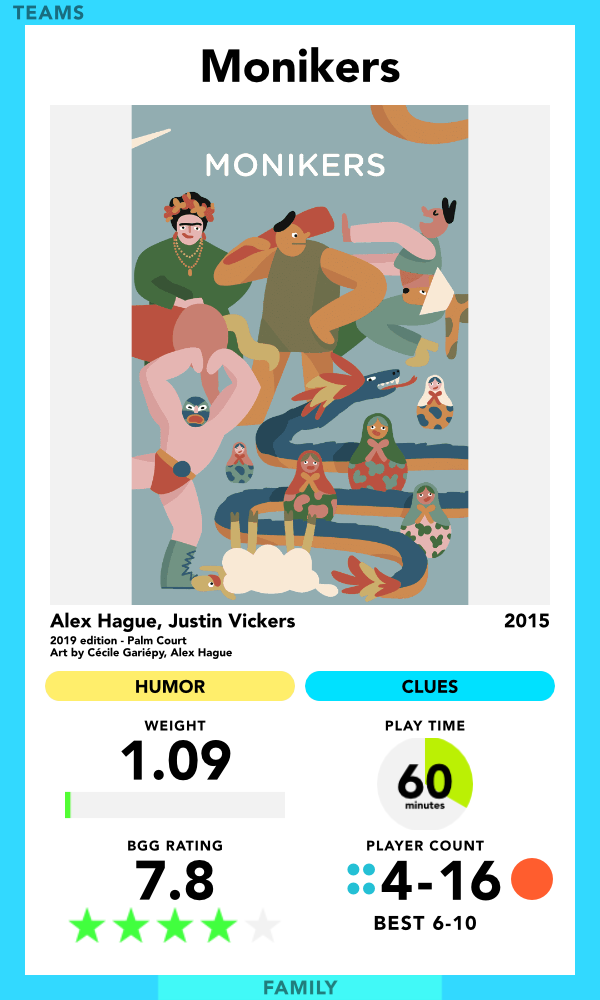 TEAMS
Monikers
MONIKERS
Alex Hague, Justin Vickers 2015
2019 edition - Palm Court
Art by Cécile Gariépy, Alex Hague
HUMOR CLUES
WEIGHT PLAY TIME
1.09 60
minutes
BGG RATING PLAYER COUNT
7.8 4-16
BEST 6-10
FAMILY